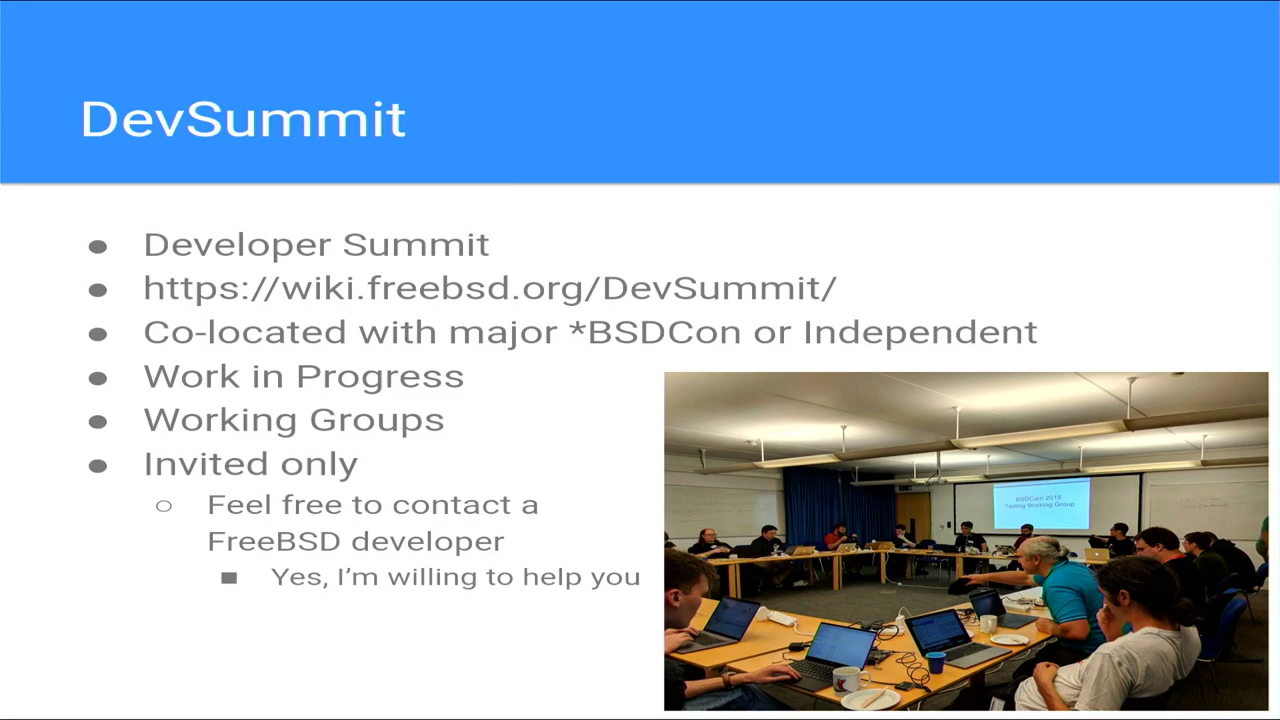 DevSummit
● Developer Summit
● https://wiki.freebsd.org/DevSummit/
● Co-located with major *BSDCon or Independent
● Work in Progress
● Working Groups
● Invited only
○ Feel free to contact a
FreeBSD developer
■ Yes, I'm willing to help you
BSDCam 2018
Testing Working Group